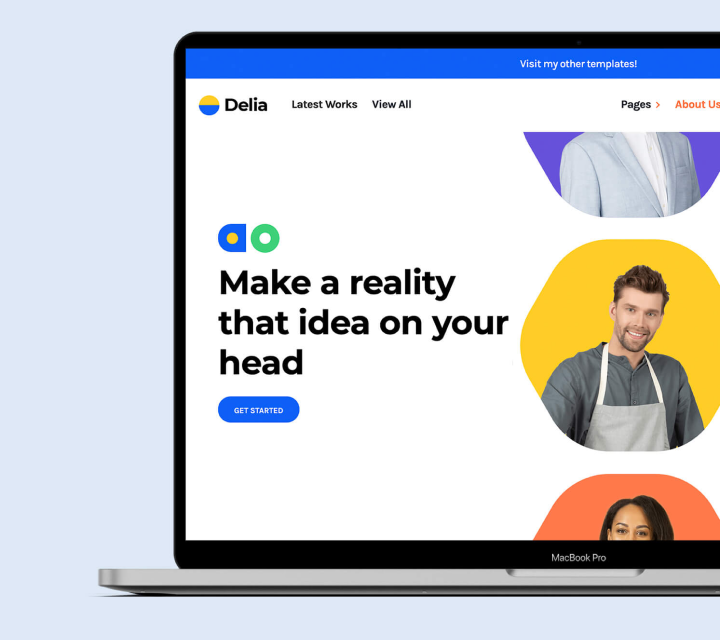 Visit my other templates!
Delia
Latest Works
View All
Pages
About Us
Make a reality
that idea on your
head
GET STARTED
MacBook Pro